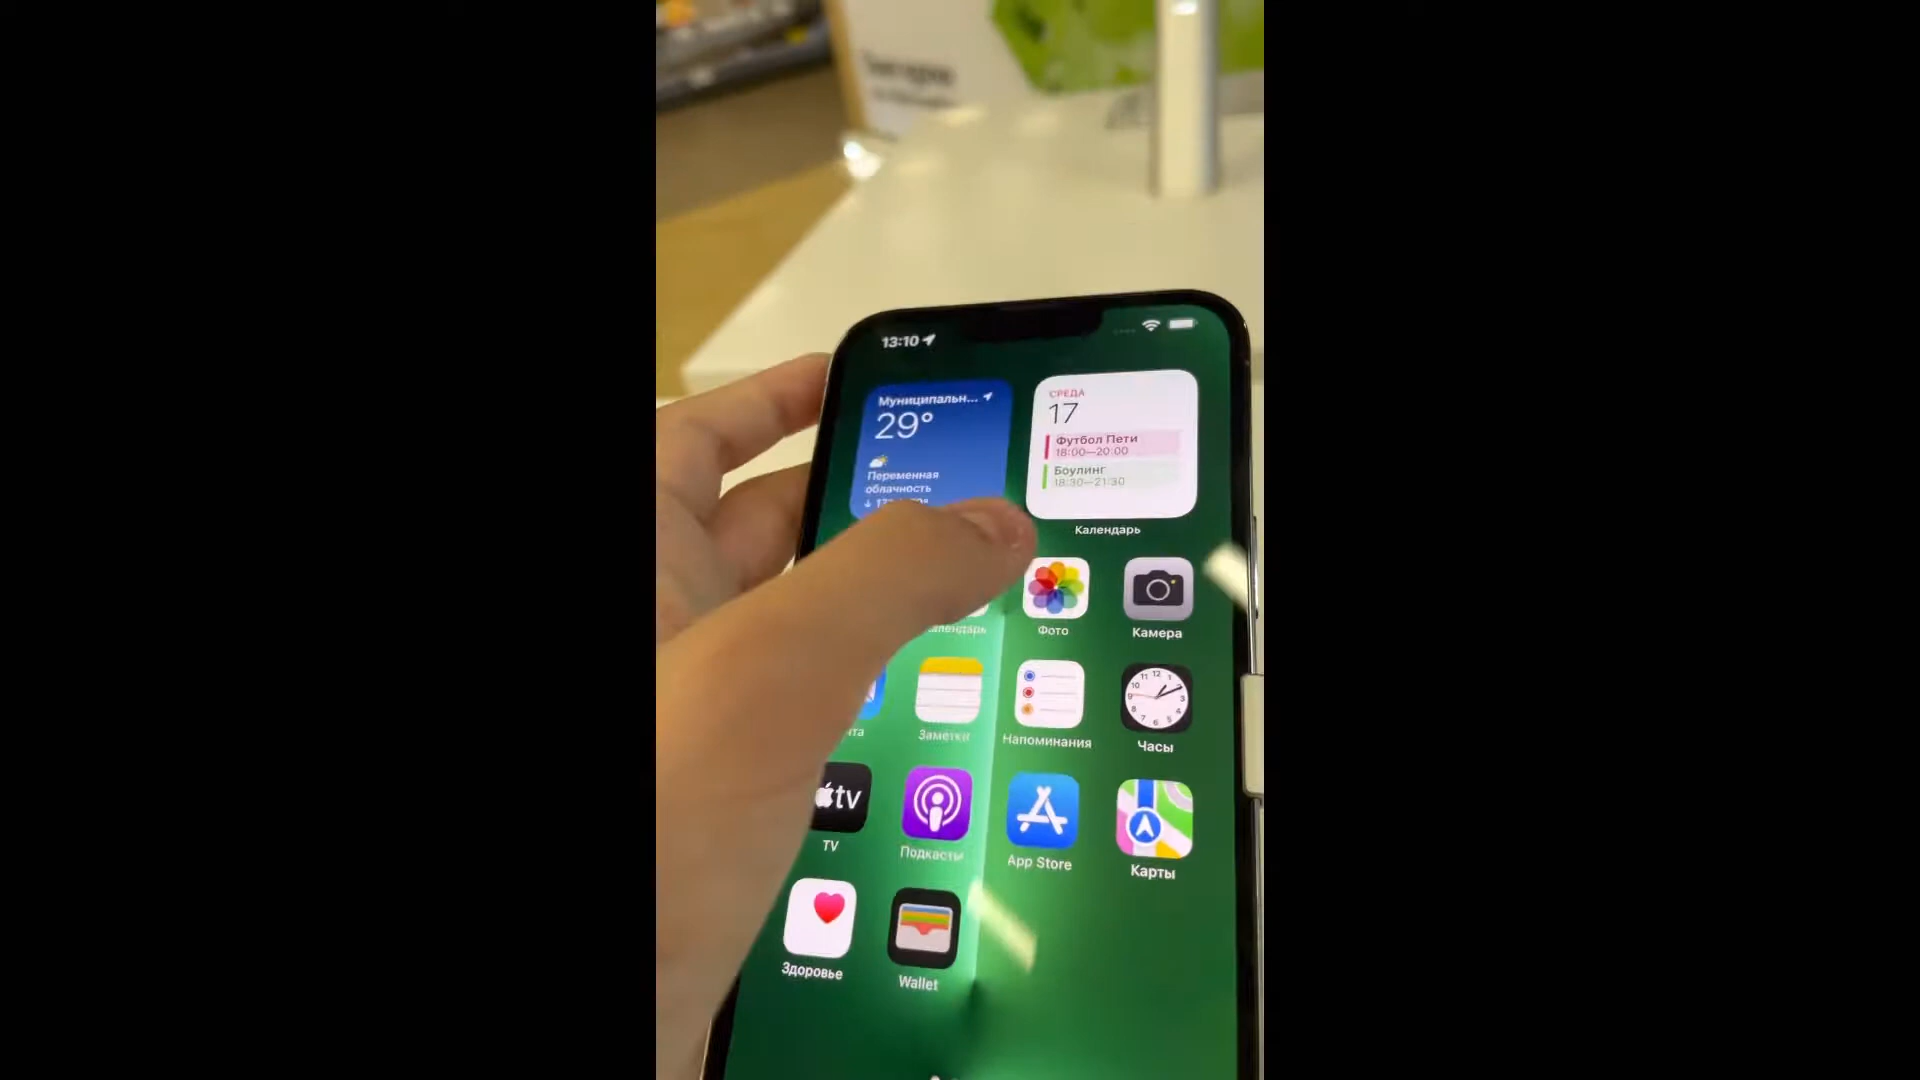 13:10
Муниципальн...
29°
Переменная
облачность
СРЕДА
17
Футбол Пети
18:00—20:00
Боулинг
18:30—21:30
Календарь
Календарь
Фото
Камера
Заметки
Напоминания
Часы
tv
TV
Подкасты
App Store
Карты
Здоровье
Wallet